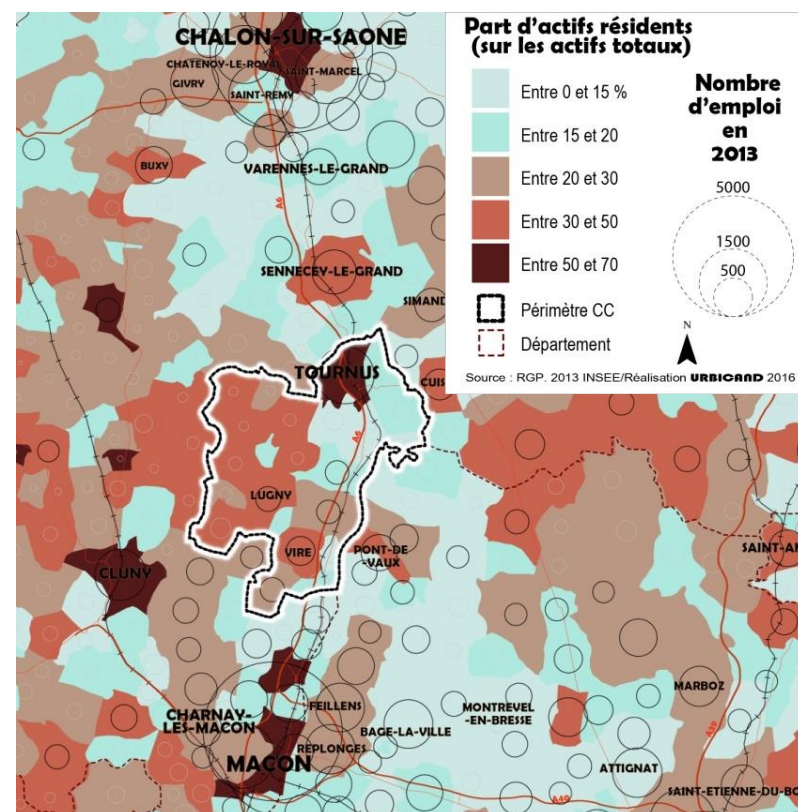 CHALON-SUR-SAONE
CHATENOY-LE-ROYAL
SAINT-MARCEL
GIVRY
SAINT-REMY
BUXY
VARENNES-LE-GRAND
A6
SENNECEY-LE-GRAND
SIMAND
TOURNUS
CUIS
A6
LUGNY
VIRE
PONT-DE
-VAUX
CLUNY
SAINT-A
MARBOZ
CHARNAY-
LES-MACON
FEILLENS
MONTREVEL
-EN-BRESSE
BAGE-LA-VILLE
REPLONGES
MACON
A39
ATTIGNAT
A40
SAINT-ETIENNE-DU-BO
Part d'actifs résidents
(sur les actifs totaux)
Entre 0 et 15 %
Entre 15 et 20
Entre 20 et 30
Entre 30 et 50
Entre 50 et 70
Périmètre CC
Département
Nombre
d'emploi
en
2013
5000
1500
500
N
Source : RGP. 2013 INSEE/Réalisation URBICAND 2016